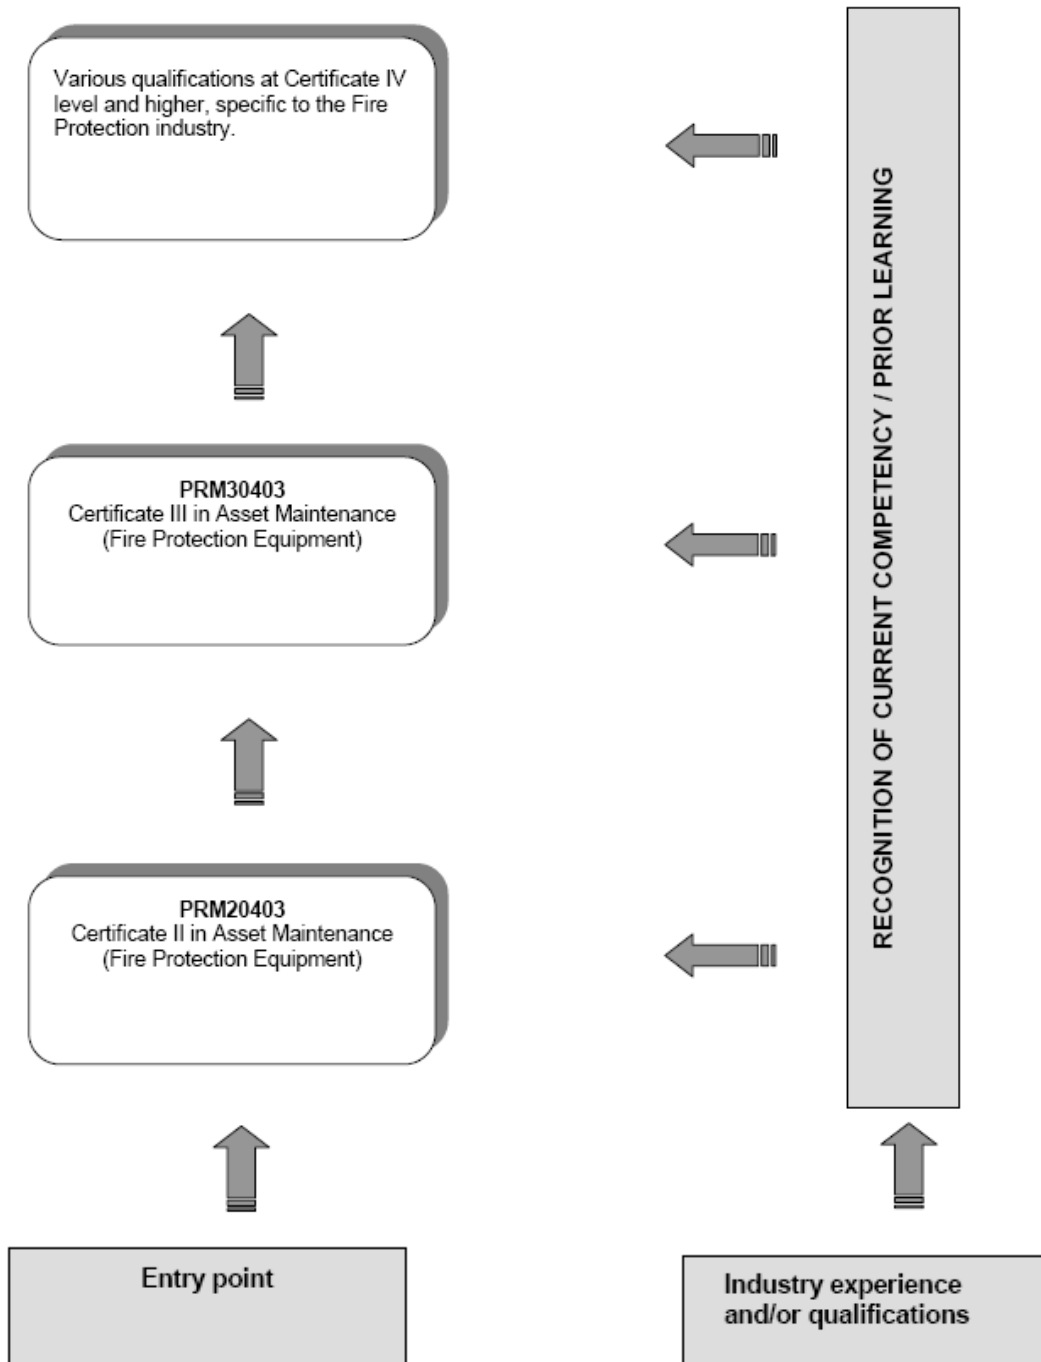 Various qualifications at Certificate IV
level and higher, specific to the Fire
Protection industry.
PRM30403
Certificate III in Asset Maintenance
(Fire Protection Equipment)
PRM20403
Certificate II in Asset Maintenance
(Fire Protection Equipment)
RECOGNITION OF CURRENT COMPETENCY / PRIOR LEARNING
Entry point
Industry experience
and/or qualifications